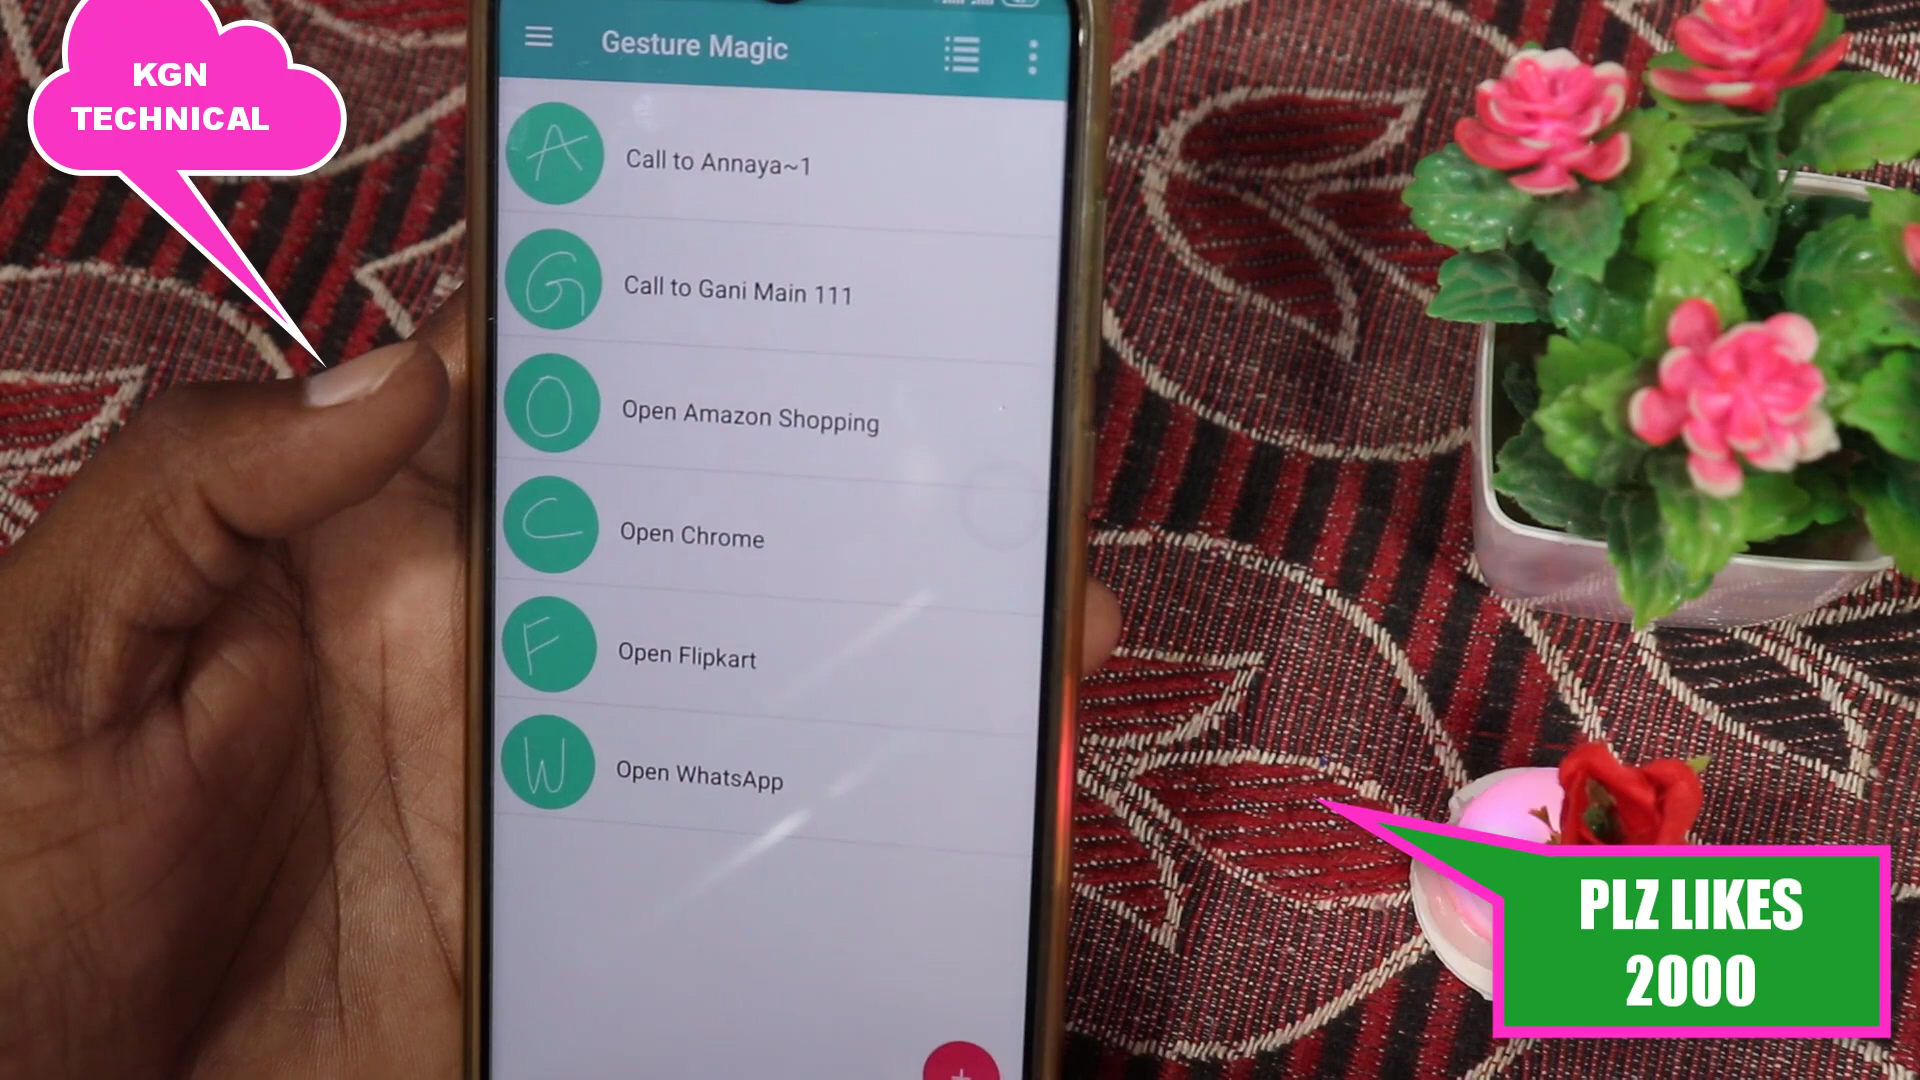 KGN
TECHNICAL
Gesture Magic
A
Call to Annaya~1
G
Call to Gani Main 111
O
Open Amazon Shopping
C
Open Chrome
F
Open Flipkart
W
Open WhatsApp
PLZ LIKES
2000